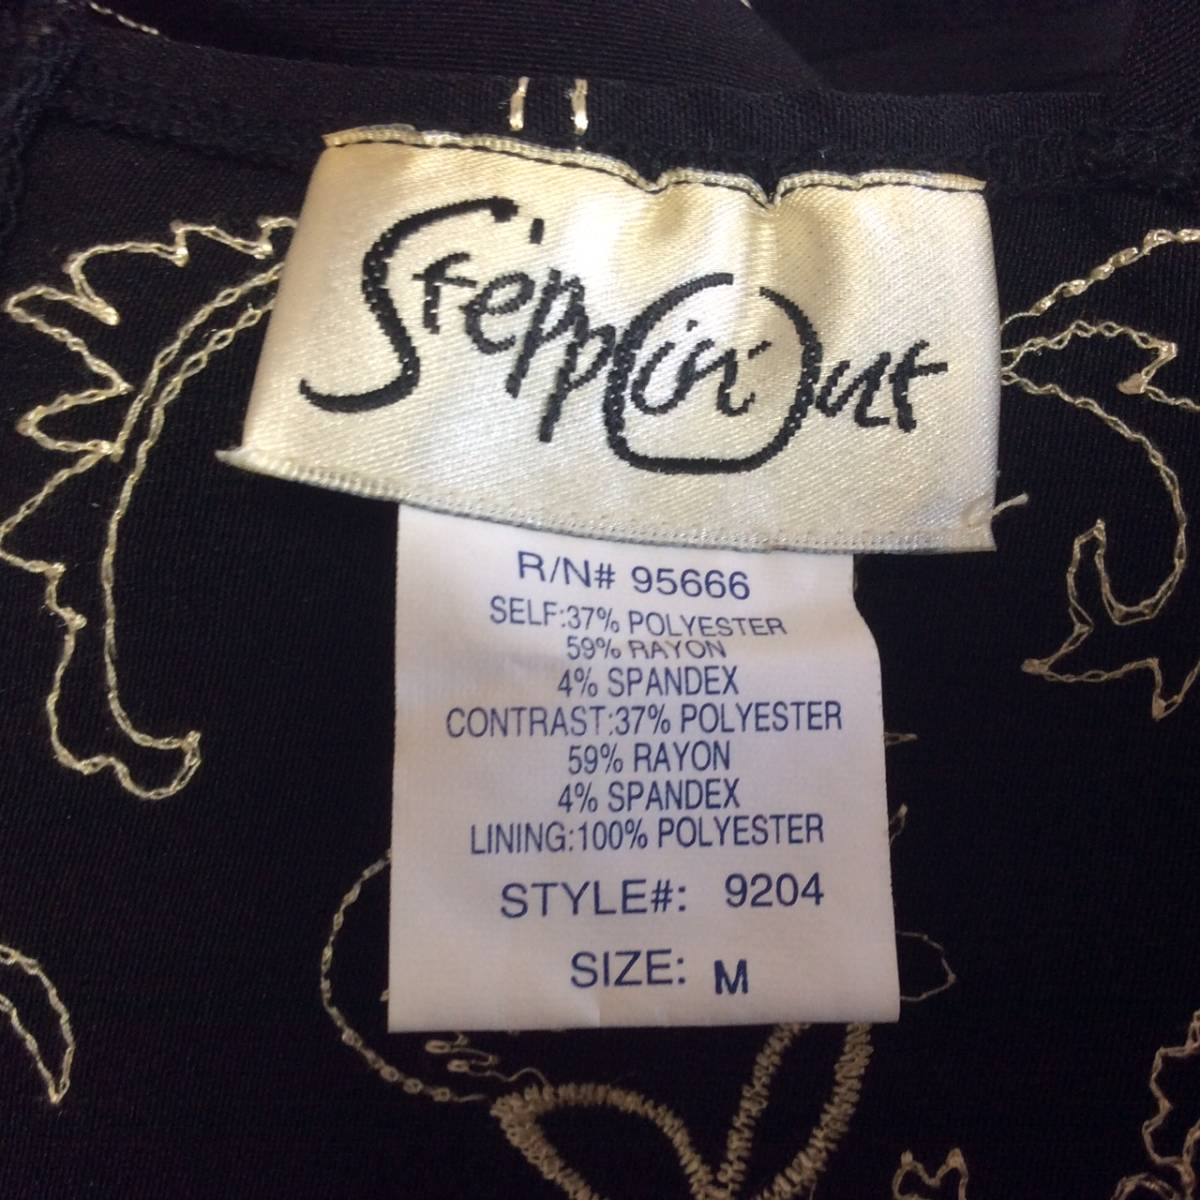 Steppin Out
R/N# 95666
SELF:37% POLYESTER
59% RAYON
4% SPANDEX
CONTRAST:37% POLYESTER
59% RAYON
4% SPANDEX
LINING:100% POLYESTER
STYLE#: 9204
SIZE: M